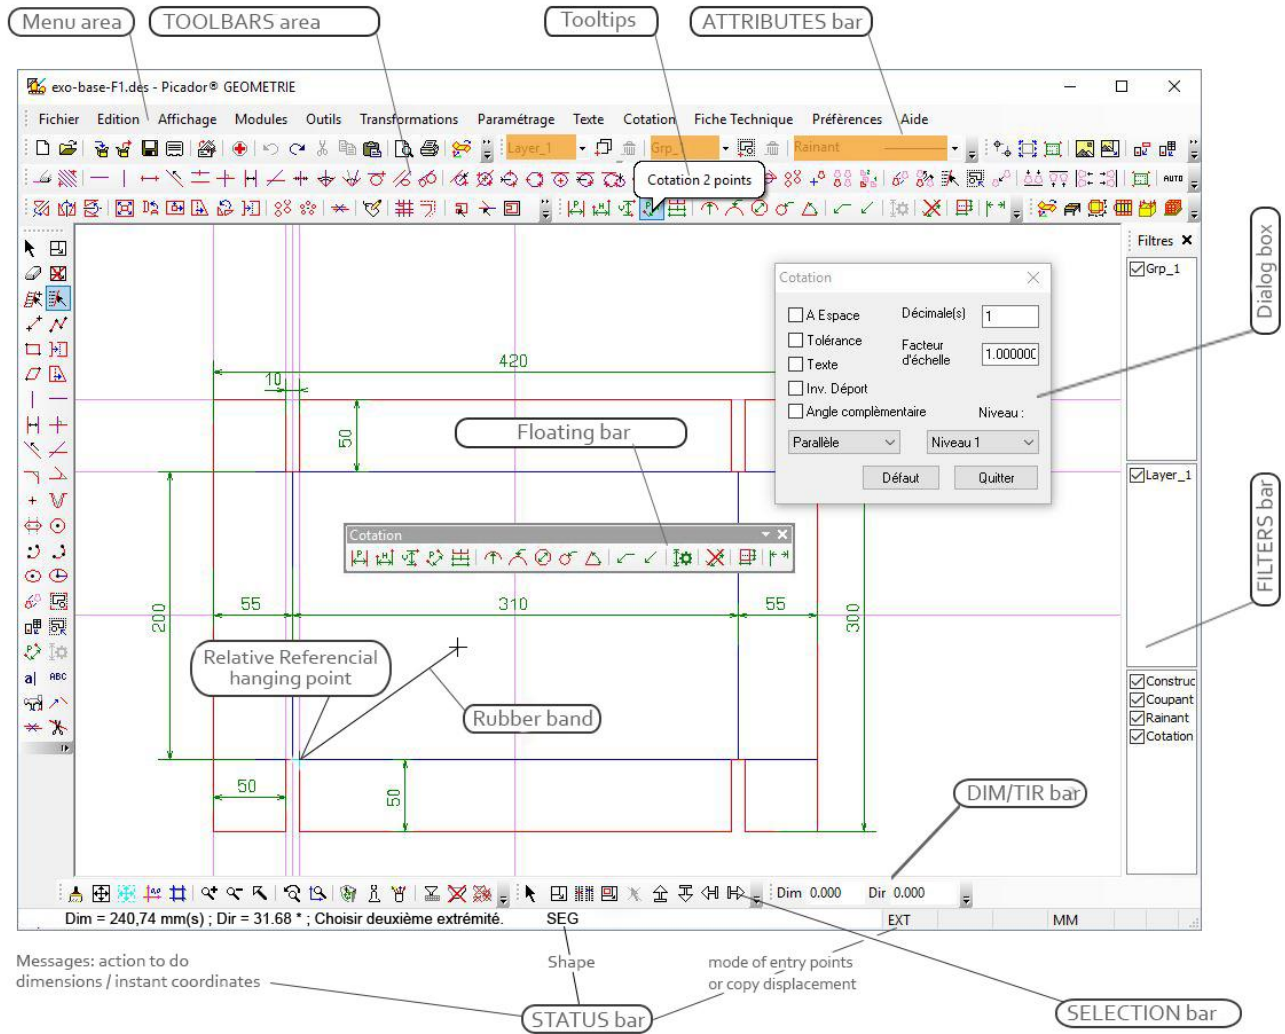 Menu area
TOOLBARS area
Tooltips
ATTRIBUTES bar
exo-base-F1.des - Picador® GEOMETRIE
Fichier Edition Affichage Modules Outils Transformations Paramétrage Texte Cotation Fiche Technique Préférences Aide
Layer_1
Rainant
Cotation 2 points
AUTO
Filtres
Grp_1
Dialog box
Cotation
A Espace
Décimale(s) 1
Tolérance
Facteur
d'échelle 1.000000
Texte
Inv. Déport
Angle complèmentaire
Niveau :
Parallèle
Niveau 1
Défaut
Quitter
420
10
50
Floating bar
Layer_1
FILTERS bar
Cotation
200
55
310
55
300
Relative Referencial
hanging point
Rubber band
a|
ABC
Construc
Coupant
Rainant
Cotation
50
50
DIM/TIR bar
Dim 0.000 Dir 0.000
Dim = 240,74 mm(s) ; Dir = 31.68 * ; Choisir deuxième extrémité. SEG EXT MM
Messages: action to do
dimensions / instant coordinates
Shape
mode of entry points
or copy displacement
STATUS bar
SELECTION bar